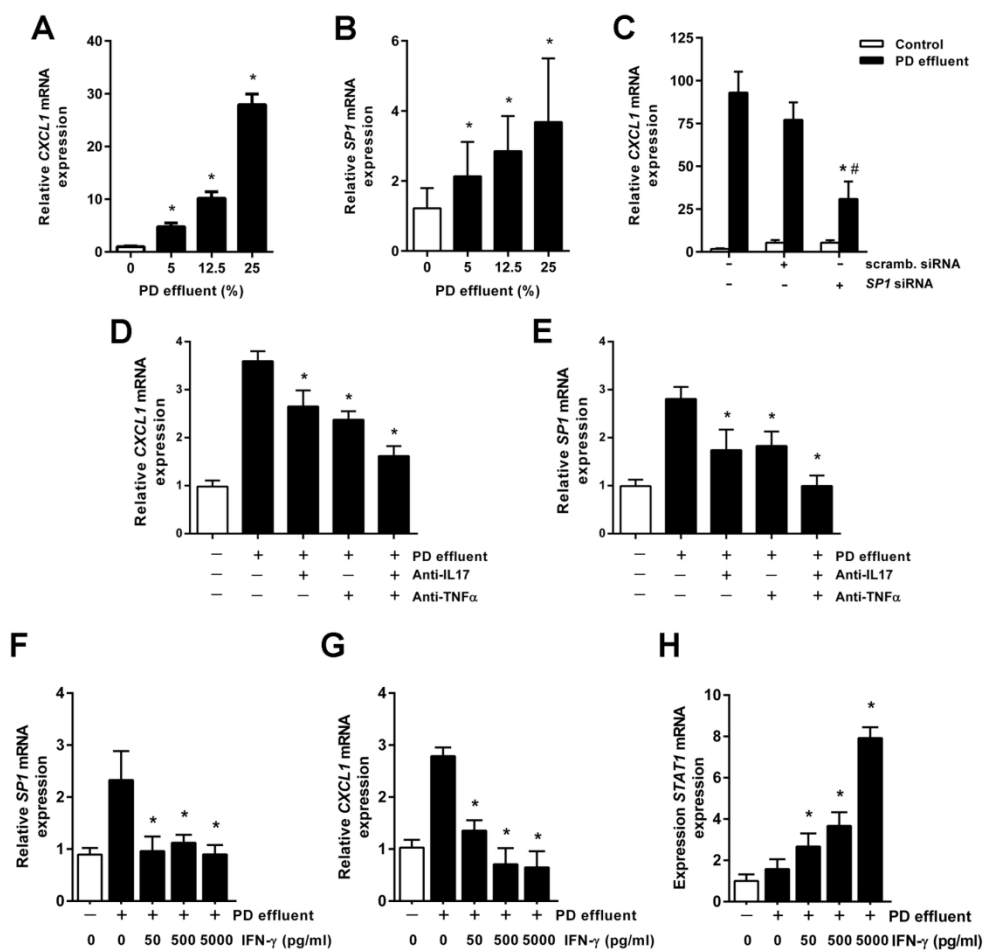 A
Relative CXCL1 mRNA
expression
40
30
20
10
0
*
*
*
0 5 12.5 25
PD effluent (%)
B
Relative SP1 mRNA
expression
6
4
2
0
*
*
*
0 5 12.5 25
PD effluent (%)
C
Relative CXCL1 mRNA
expression
125
100
75
50
25
0
Control
PD effluent
* #
– + – scramb. siRNA
– – + SP1 siRNA
D
Relative CXCL1 mRNA
expression
4
3
2
1
0
*
*
*
– + + + + PD effluent
– – + – + Anti-IL17
– – – + + Anti-TNFα
E
Relative SP1 mRNA
expression
4
3
2
1
0
*
*
*
– + + + + PD effluent
– – + – + Anti-IL17
– – – + + Anti-TNFα
F
Relative SP1 mRNA
expression
4
3
2
1
0
*
*
*
– + + + + PD effluent
0 0 50 500 5000 IFN-γ (pg/ml)
G
Relative CXCL1 mRNA
expression
4
3
2
1
0
*
*
*
– + + + + PD effluent
0 0 50 500 5000 IFN-γ (pg/ml)
H
Expression STAT1 mRNA
expression
10
8
6
4
2
0
*
*
*
– + + + + PD effluent
0 0 50 500 5000 IFN-γ (pg/ml)